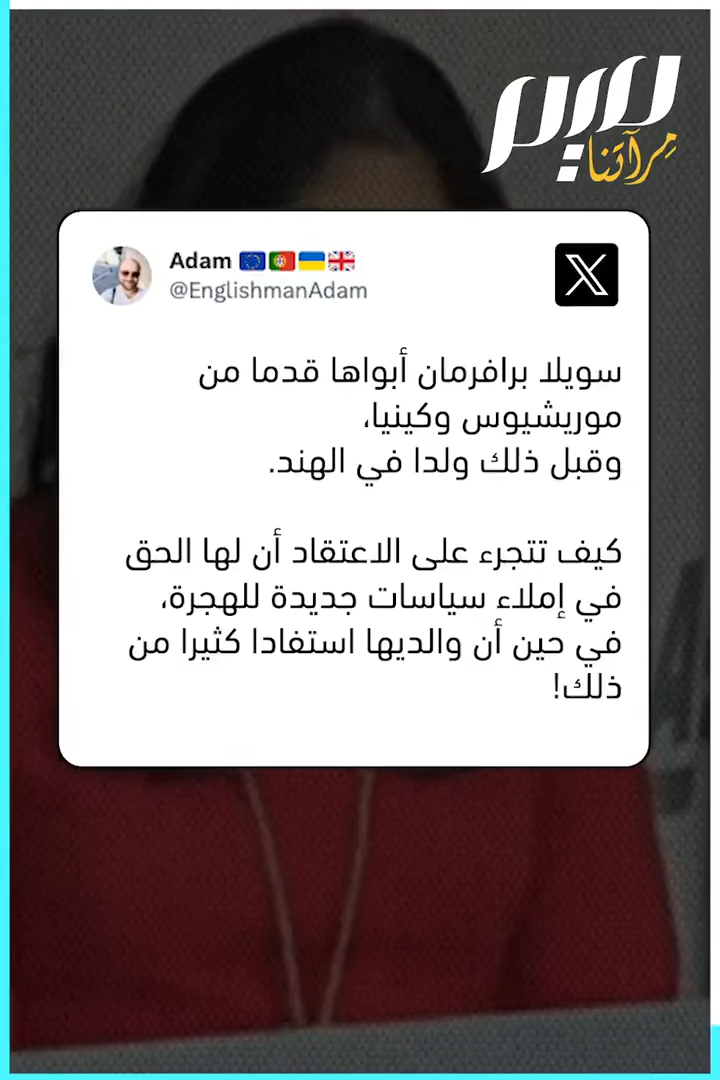 مرآتنا
Adam 🇪🇺🇵🇹🇺🇦🇬🇧
@EnglishmanAdam
سويلا برافرمان أبواها قدما من
موريشيوس وكينيا،
وقبل ذلك ولدا في الهند.
كيف تتجرء على الاعتقاد أن لها الحق
في إملاء سياسات جديدة للهجرة،
في حين أن والديها استفادا كثيرا من
ذلك!